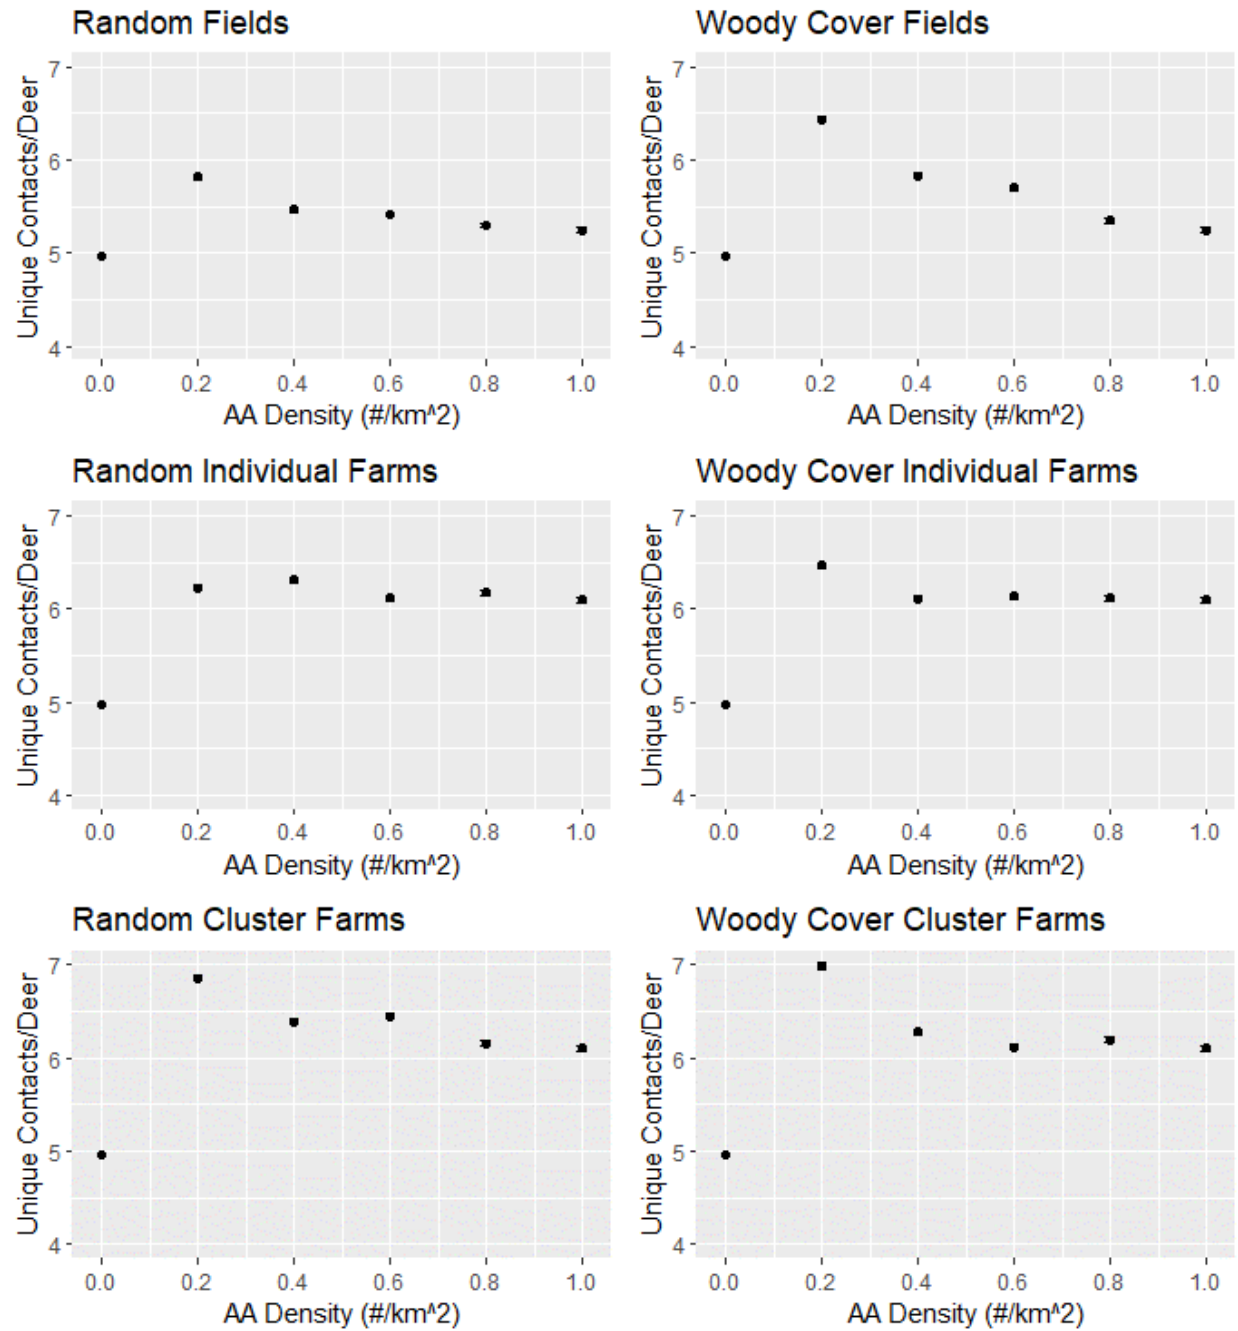 Random Fields
Unique Contacts/Deer
7
6
5
4
0.0 0.2 0.4 0.6 0.8 1.0
AA Density (#/km^2)
Woody Cover Fields
Unique Contacts/Deer
7
6
5
4
0.0 0.2 0.4 0.6 0.8 1.0
AA Density (#/km^2)
Random Individual Farms
Unique Contacts/Deer
7
6
5
4
0.0 0.2 0.4 0.6 0.8 1.0
AA Density (#/km^2)
Woody Cover Individual Farms
Unique Contacts/Deer
7
6
5
4
0.0 0.2 0.4 0.6 0.8 1.0
AA Density (#/km^2)
Random Cluster Farms
Unique Contacts/Deer
7
6
5
4
0.0 0.2 0.4 0.6 0.8 1.0
AA Density (#/km^2)
Woody Cover Cluster Farms
Unique Contacts/Deer
7
6
5
4
0.0 0.2 0.4 0.6 0.8 1.0
AA Density (#/km^2)